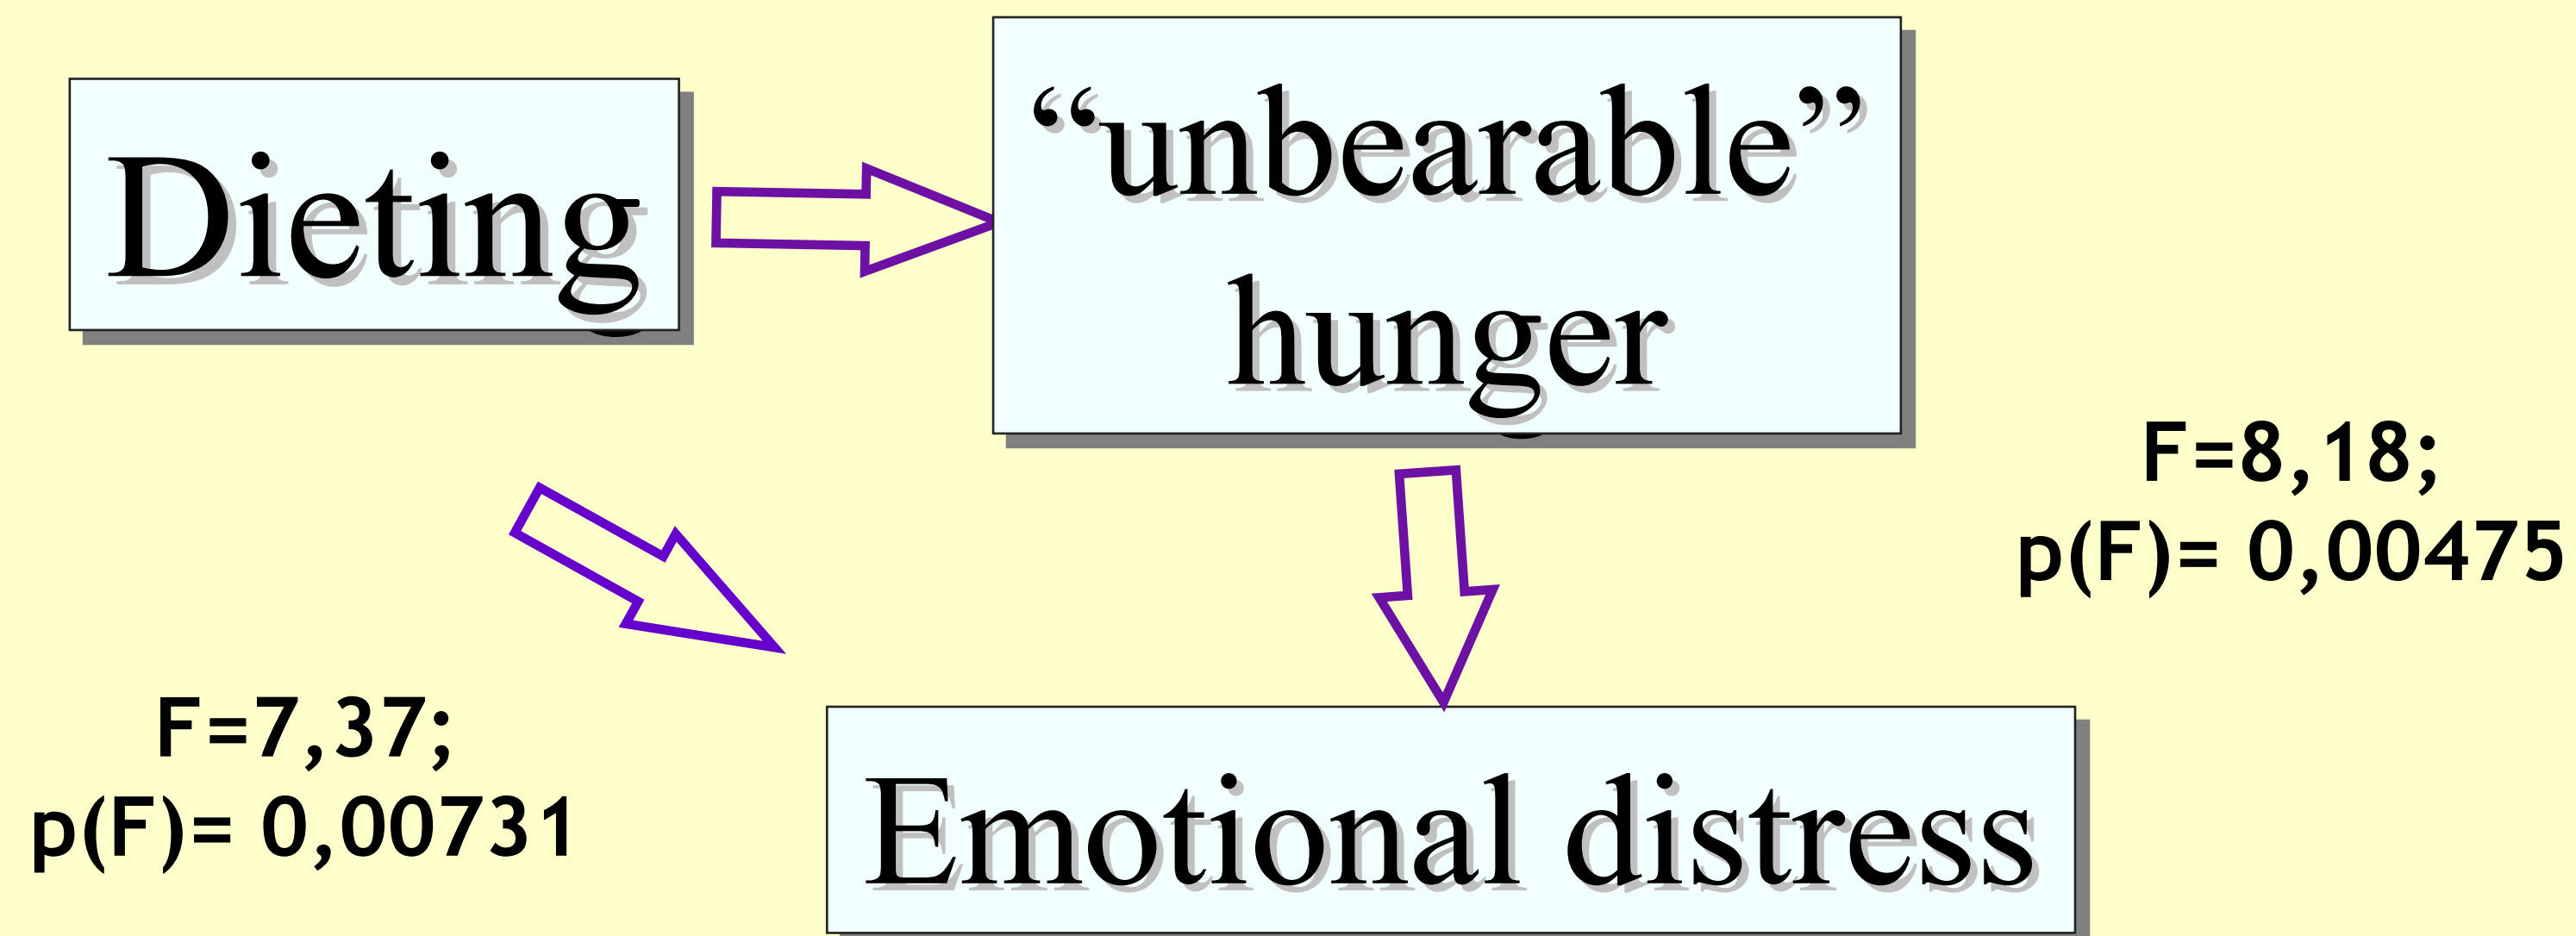 Dieting
“unbearable”
hunger
F=8,18;
p(F)= 0,00475
F=7,37;
p(F)= 0,00731
Emotional distress